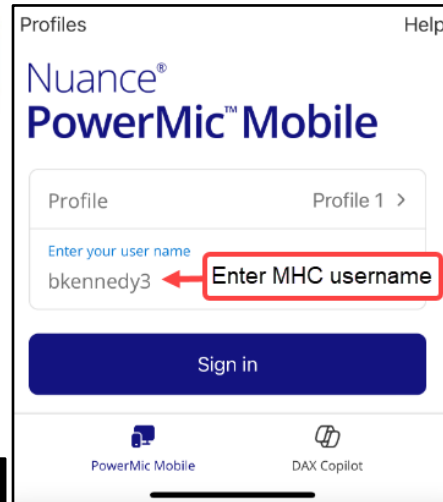 Profiles Help
Nuance®
PowerMic™ Mobile
Profile Profile 1 >
Enter your user name
bkennedy3 Enter MHC username
Sign in
PowerMic Mobile DAX Copilot